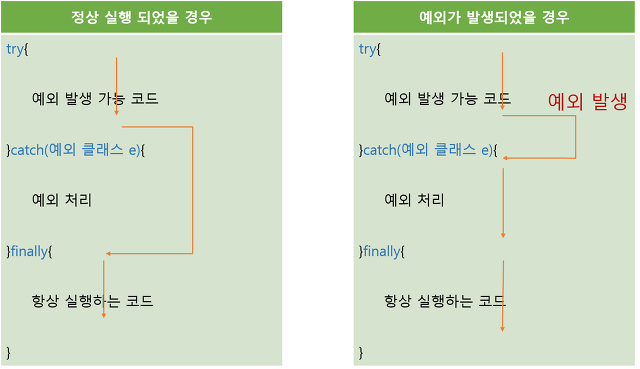 정상 실행 되었을 경우
try{
예외 발생 가능 코드
}catch(예외 클래스 e){
예외 처리
}finally{
항상 실행하는 코드
}
예외가 발생되었을 경우
try{
예외 발생 가능 코드
예외 발생
}catch(예외 클래스 e){
예외 처리
}finally{
항상 실행하는 코드
}